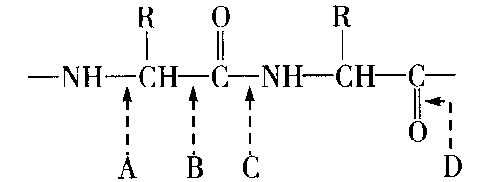 R O R
—NH—CH—C—NH—CH—C—
O
A B C D